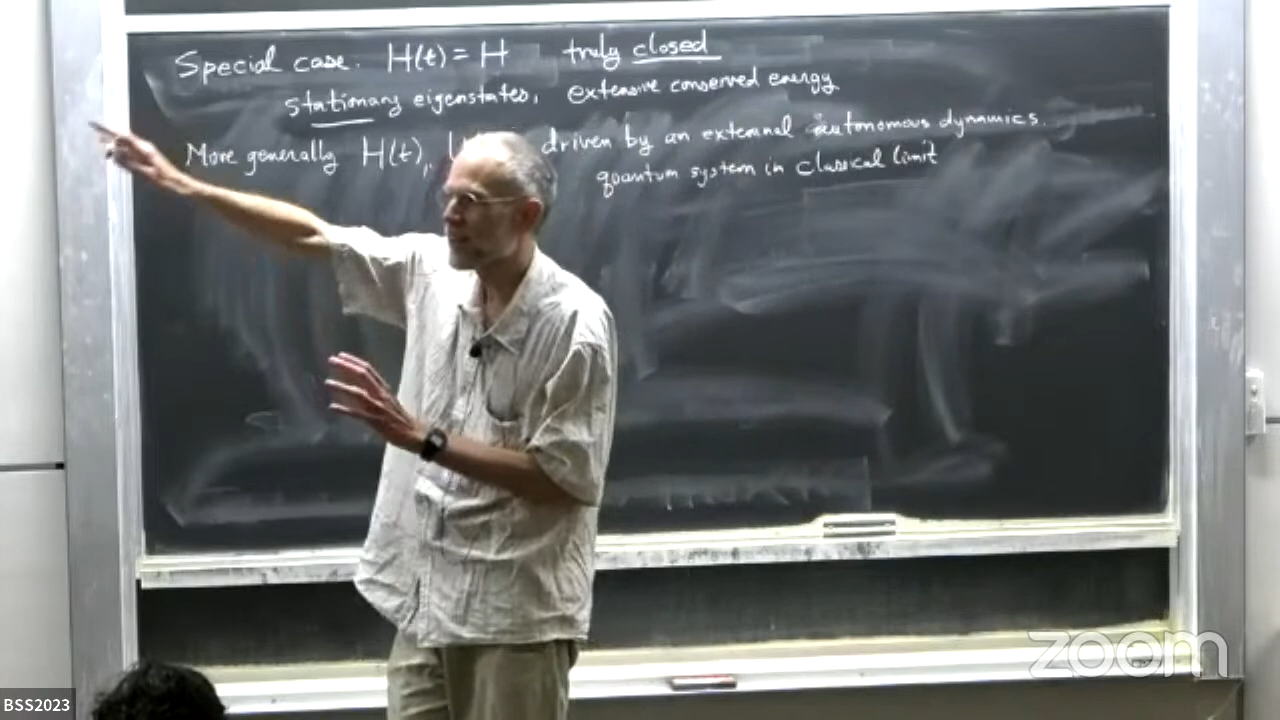 Special case. H(t) = H truly closed
stationary eigenstates, extensive conserved energy
More generally H(t), driven by an external autonomous dynamics.
quantum system in classical limit
zoom
BSS2023